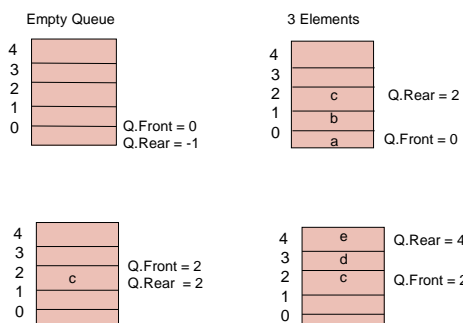 Empty Queue
4
3
2
1
0
Q.Front = 0
Q.Rear = -1
3 Elements
4
3
2
1
0
c
b
a
Q.Rear = 2
Q.Front = 0
4
3
2
1
0
c
Q.Front = 2
Q.Rear = 2
4
3
2
1
0
e
d
c
Q.Rear = 4
Q.Front = 2